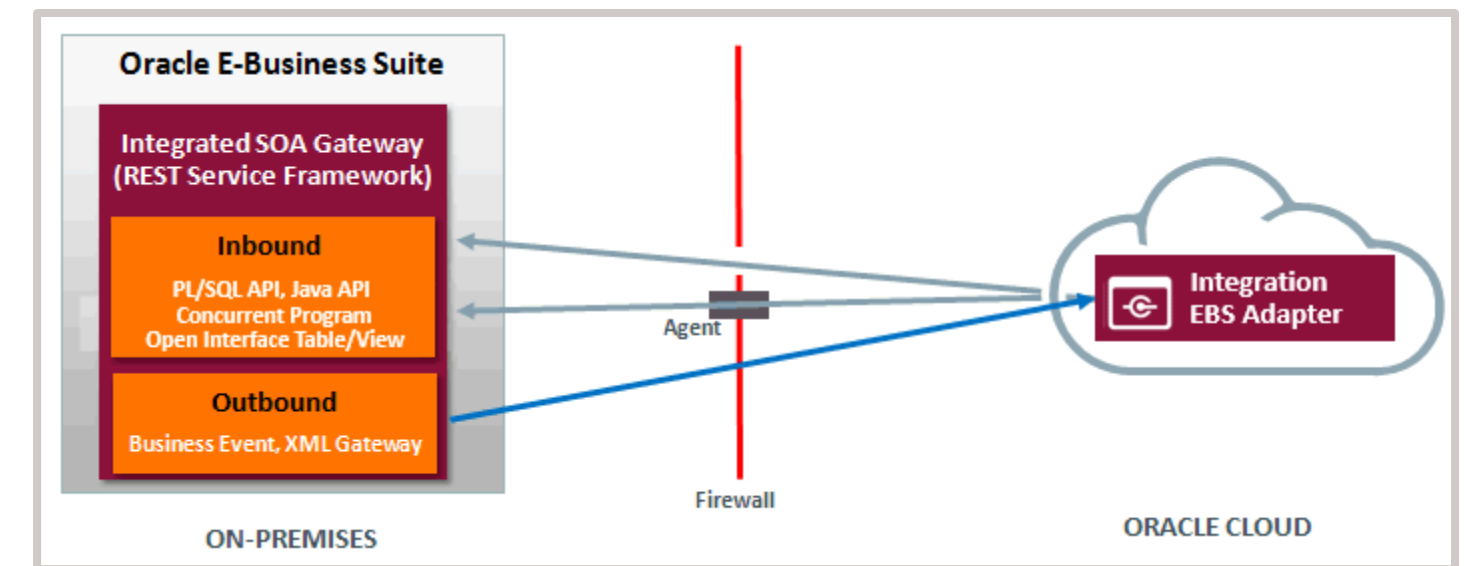 Oracle E-Business Suite
Integrated SOA Gateway
(REST Service Framework)
Inbound
PL/SQL API, Java API
Concurrent Program
Open Interface Table/View
Outbound
Business Event, XML Gateway
ON-PREMISES
Agent
Firewall
Integration
EBS Adapter
ORACLE CLOUD